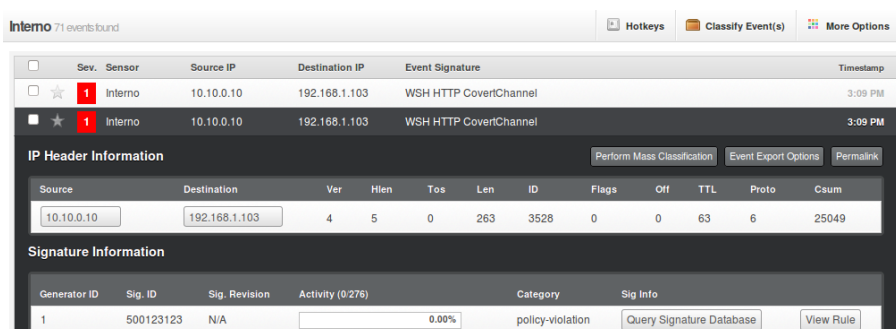 Interno 71 events found Hotkeys Classify Event(s) More Options
Sev. Sensor Source IP Destination IP Event Signature Timestamp
1 Interno 10.10.0.10 192.168.1.103 WSH HTTP CovertChannel 3:09 PM
1 Interno 10.10.0.10 192.168.1.103 WSH HTTP CovertChannel 3:09 PM
IP Header Information Perform Mass Classification Event Export Options Permalink
Source Destination Ver Hlen Tos Len ID Flags Off TTL Proto Csum
10.10.0.10 192.168.1.103 4 5 0 263 3528 0 0 63 6 25049
Signature Information
Generator ID Sig. ID Sig. Revision Activity (0/276) Category Sig Info
1 500123123 N/A 0.00% policy-violation Query Signature Database View Rule